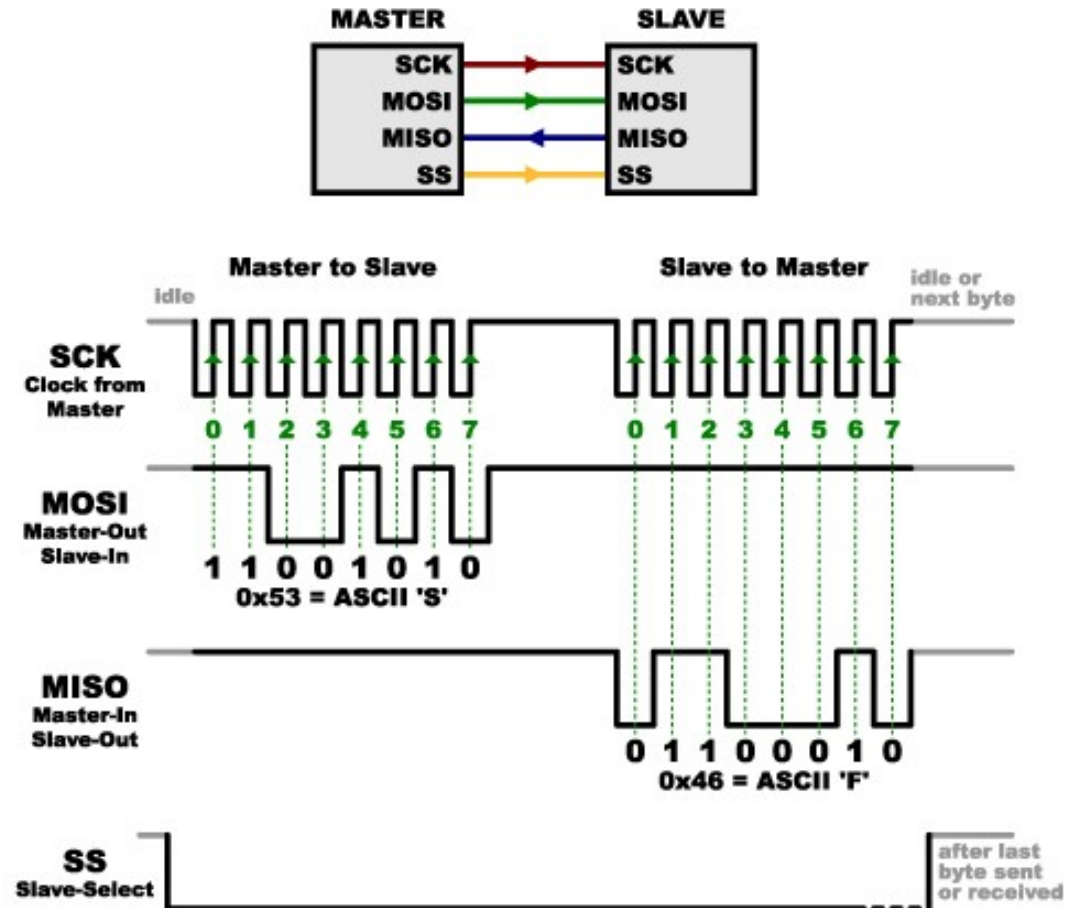 MASTER SLAVE
SCK SCK
MOSI MOSI
MISO MISO
SS SS
Master to Slave Slave to Master
idle
idle or
next byte
SCK
Clock from
Master
0 1 2 3 4 5 6 7 0 1 2 3 4 5 6 7
MOSI
Master-Out
Slave-In
1 1 0 0 1 0 1 0
0x53 = ASCII 'S'
MISO
Master-In
Slave-Out
0 1 1 0 0 0 1 0
0x46 = ASCII 'F'
SS
Slave-Select
after last
byte sent
or received